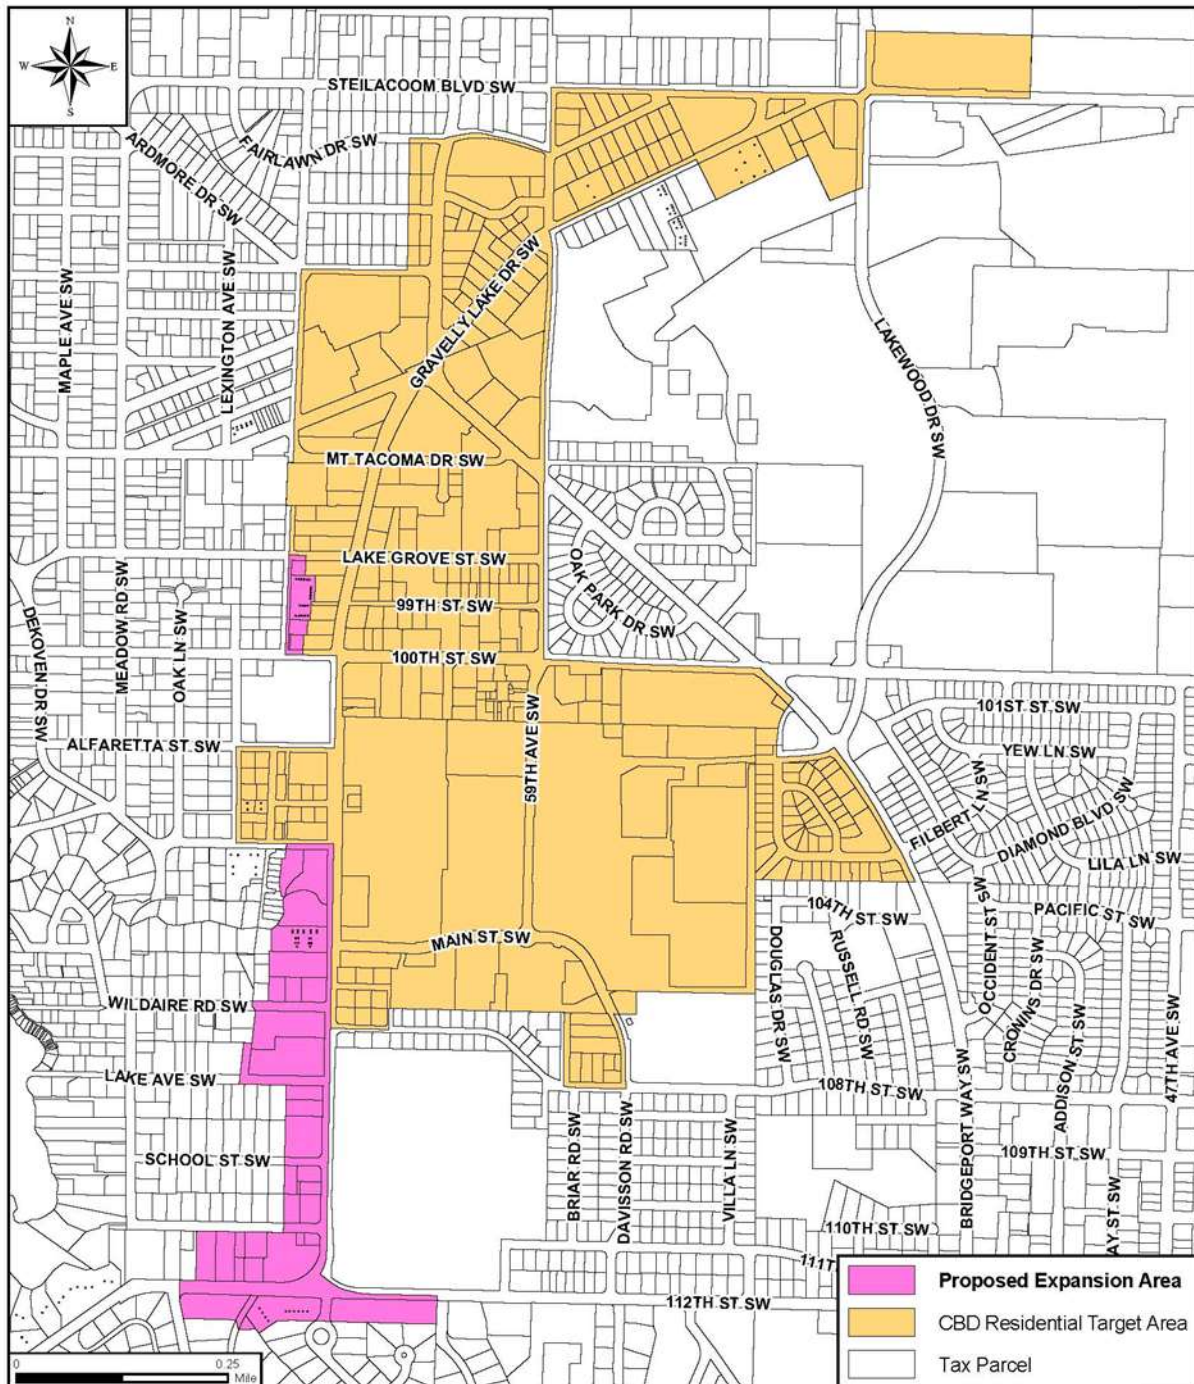 N
W E
S
STEILACOOM BLVD SW
FAIRLAWN DR SW
ARDMORE DR SW
MAPLE AVE SW
LEXINGTON AVE SW
GRAVELLY LAKE DR SW
LAKEWOOD DR SW
MT TACOMA DR SW
LAKE GROVE ST SW
OAK PARK DR SW
99TH ST SW
DEKOVEN DR SW
MEADOW RD SW
OAK LN SW
100TH ST SW
59TH AVE SW
ALFARETTA ST SW
101ST ST SW
YEW LN SW
FILBERT LN SW
DIAMOND BLVD SW
LILA LN SW
104TH ST SW
PACIFIC ST SW
OCCIDENT ST SW
MAIN ST SW
DOUGLAS DR SW
RUSSELL RD SW
CRONINS DR SW
ADDISON ST SW
47TH AVE SW
WILDAIRE RD SW
LAKE AVE SW
108TH ST SW
BRIDGEPORT WAY SW
SCHOOL ST SW
BRIAR RD SW
DAVISSON RD SW
VILLA LN SW
109TH ST SW
110TH ST SW
AY ST SW
111T
112TH ST SW
Proposed Expansion Area
CBD Residential Target Area
Tax Parcel
0 0.25
Mile